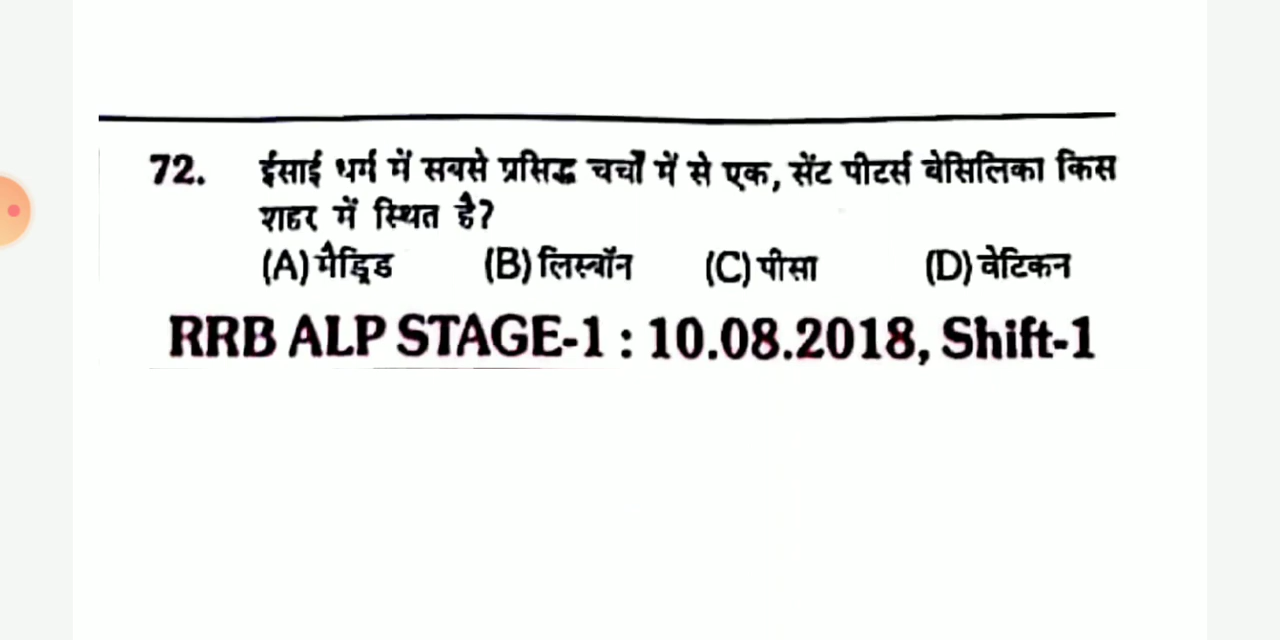 72. ईसाई धर्म में सबसे प्रसिद्ध चर्चों में से एक, सेंट पीटर्स बेसिलिका किस
शहर में स्थित है?
(A) मैड्रिड (B) लिस्बॉन (C) पीसा (D) वेटिकन
RRB ALP STAGE-1 : 10.08.2018, Shift-1